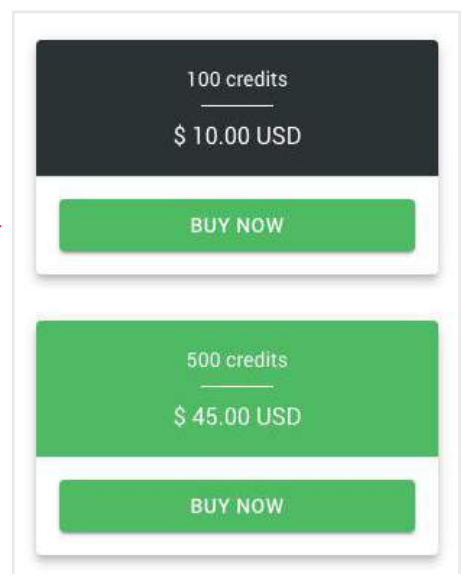 100 credits
$ 10.00 USD
BUY NOW
500 credits
$ 45.00 USD
BUY NOW